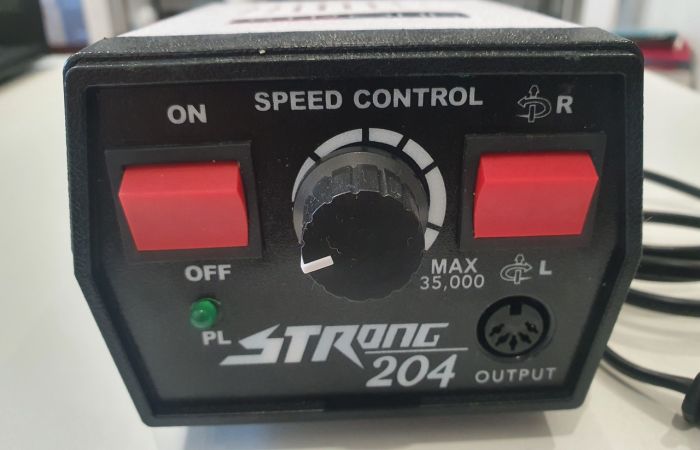 ON
SPEED CONTROL
R
OFF
MAX
35,000
L
PL
STRONG
204
OUTPUT